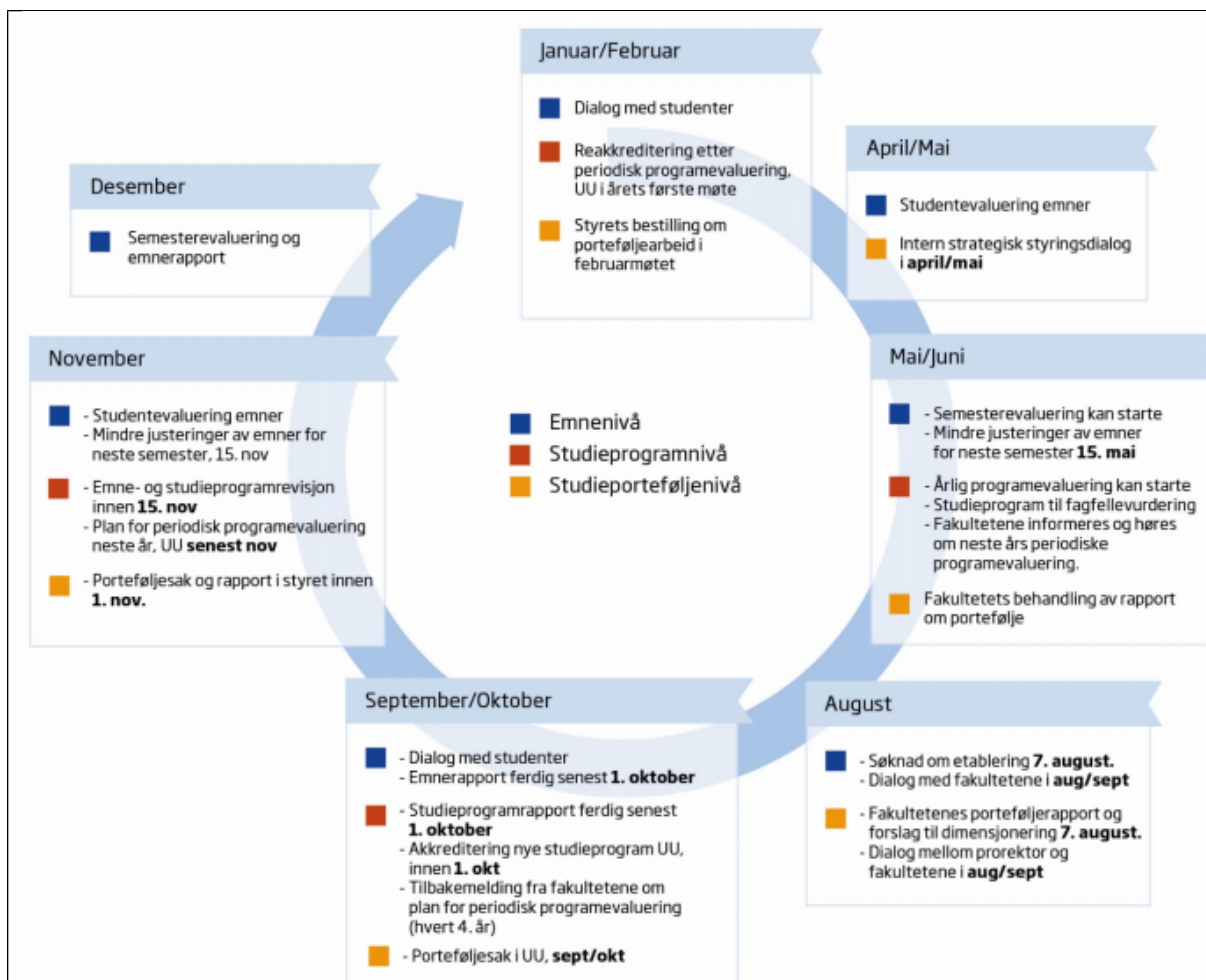 Januar/Februar
Dialog med studenter
Reakkreditering etter
periodisk programevaluering,
UU i årets første møte
Styrets bestilling om
porteføljearbeid i
februarmøtet
April/Mai
Studentevaluering emner
Intern strategisk styringsdialog
i april/mai
Mai/Juni
- Semesterevaluering kan starte
- Mindre justeringer av emner
for neste semester 15. mai
- Årlig programevaluering kan starte
- Studieprogram til fagfellevurdering
- Fakultetene informeres og høres
om neste års periodiske
programevaluering.
Fakultetets behandling av rapport
om portefølje
August
- Søknad om etablering 7. august.
- Dialog med fakultetene i aug/sept
- Fakultetenes porteføljerapport og
forslag til dimensjonering 7. august.
- Dialog mellom prorektor og
fakultetene i aug/sept
September/Oktober
- Dialog med studenter
- Emnerapport ferdig senest 1. oktober
- Studieprogramrapport ferdig senest
1. oktober
- Akkreditering nye studieprogram UU,
innen 1. okt
- Tilbakemelding fra fakultetene om
plan for periodisk programevaluering
(hvert 4. år)
- Porteføljesak i UU, sept/okt
November
- Studentevaluering emner
- Mindre justeringer av emner for
neste semester, 15. nov
- Emne- og studieprogramrevisjon
innen 15. nov
- Plan for periodisk programevaluering
neste år, UU senest nov
- Porteføljesak og rapport i styret innen
1. nov.
Desember
Semesterevaluering og
emnerapport
Emnenivå
Studieprogramnivå
Studieporteføljenivå